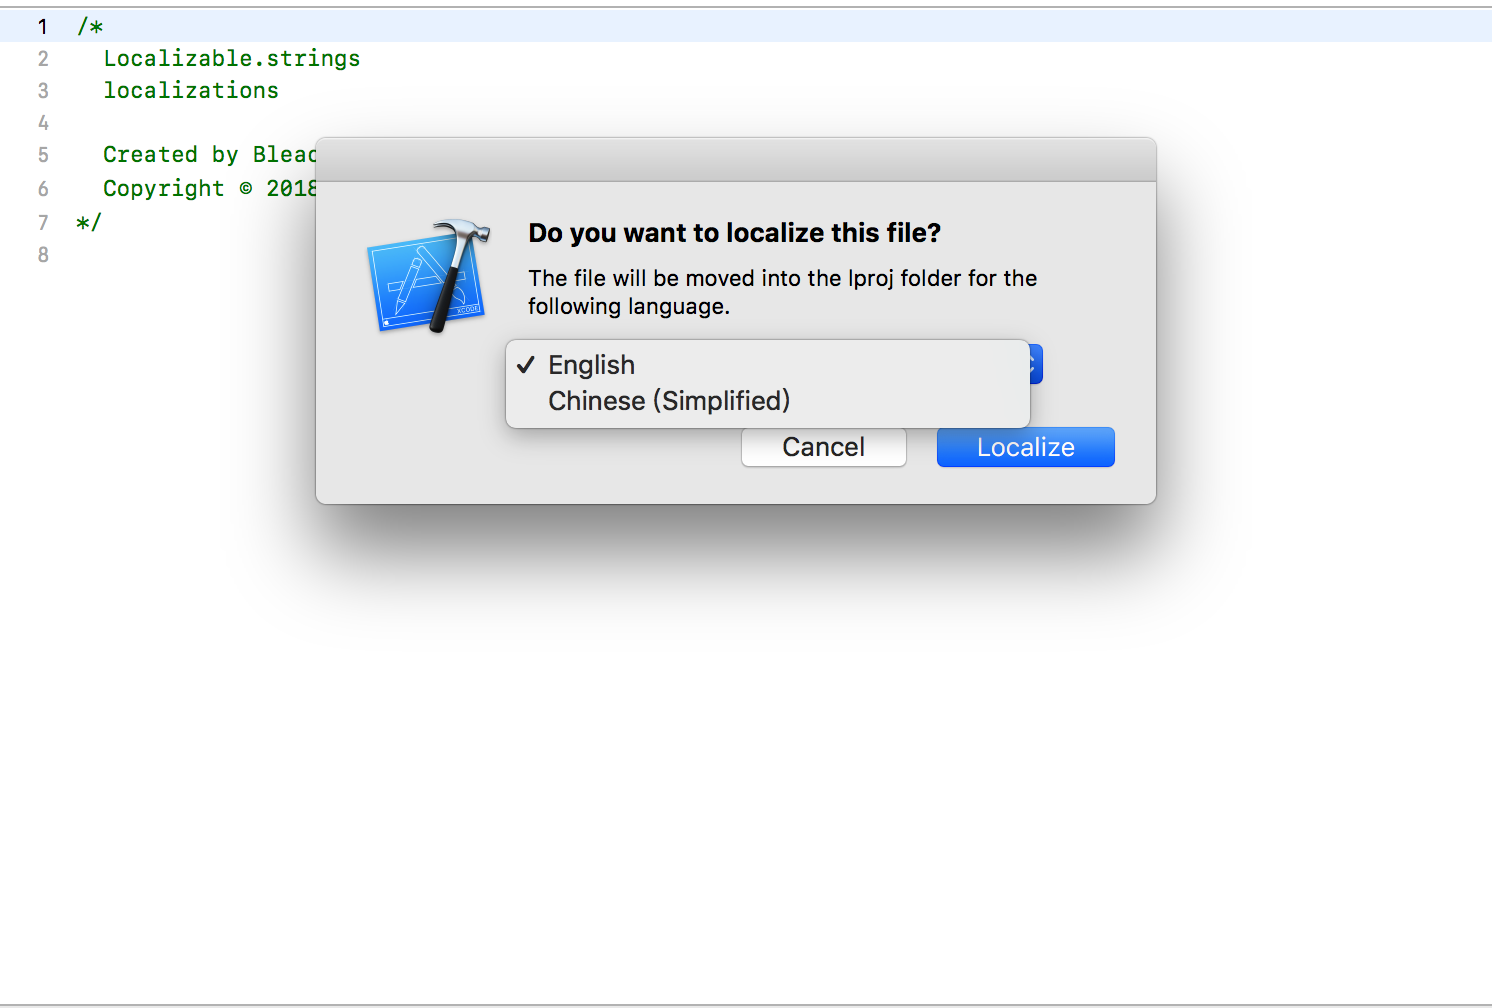 1 /*
2 Localizable.strings
3 localizations
4
5 Created by Bleac
6 Copyright © 2018
7 */
8
Do you want to localize this file?
The file will be moved into the lproj folder for the
following language.
✓ English
Chinese (Simplified)
Cancel Localize
XCODE